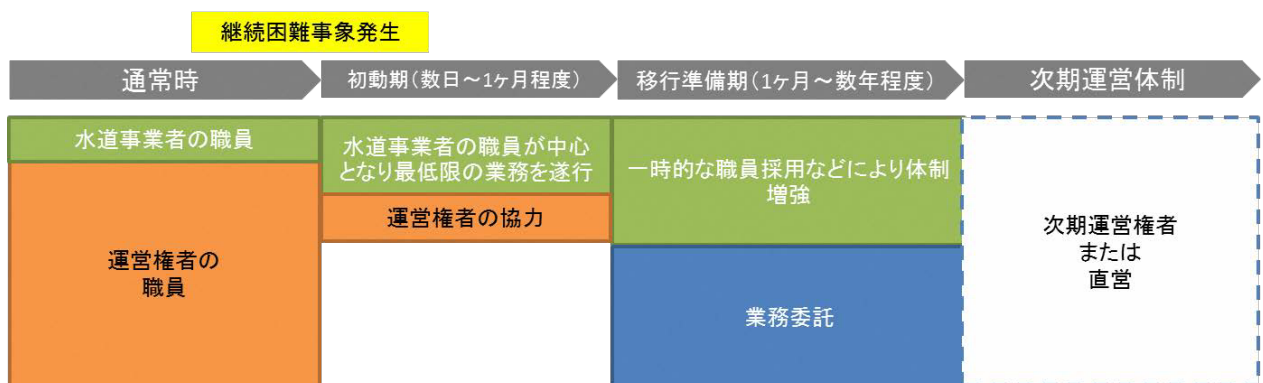 継続困難事象発生
通常時
初動期（数日～1ヶ月程度）
移行準備期（1ヶ月～数年程度）
次期運営体制
水道事業者の職員
運営権者の
職員
水道事業者の職員が中心
となり最低限の業務を遂行
運営権者の協力
一時的な職員採用などにより体制
増強
業務委託
次期運営権者
または
直営